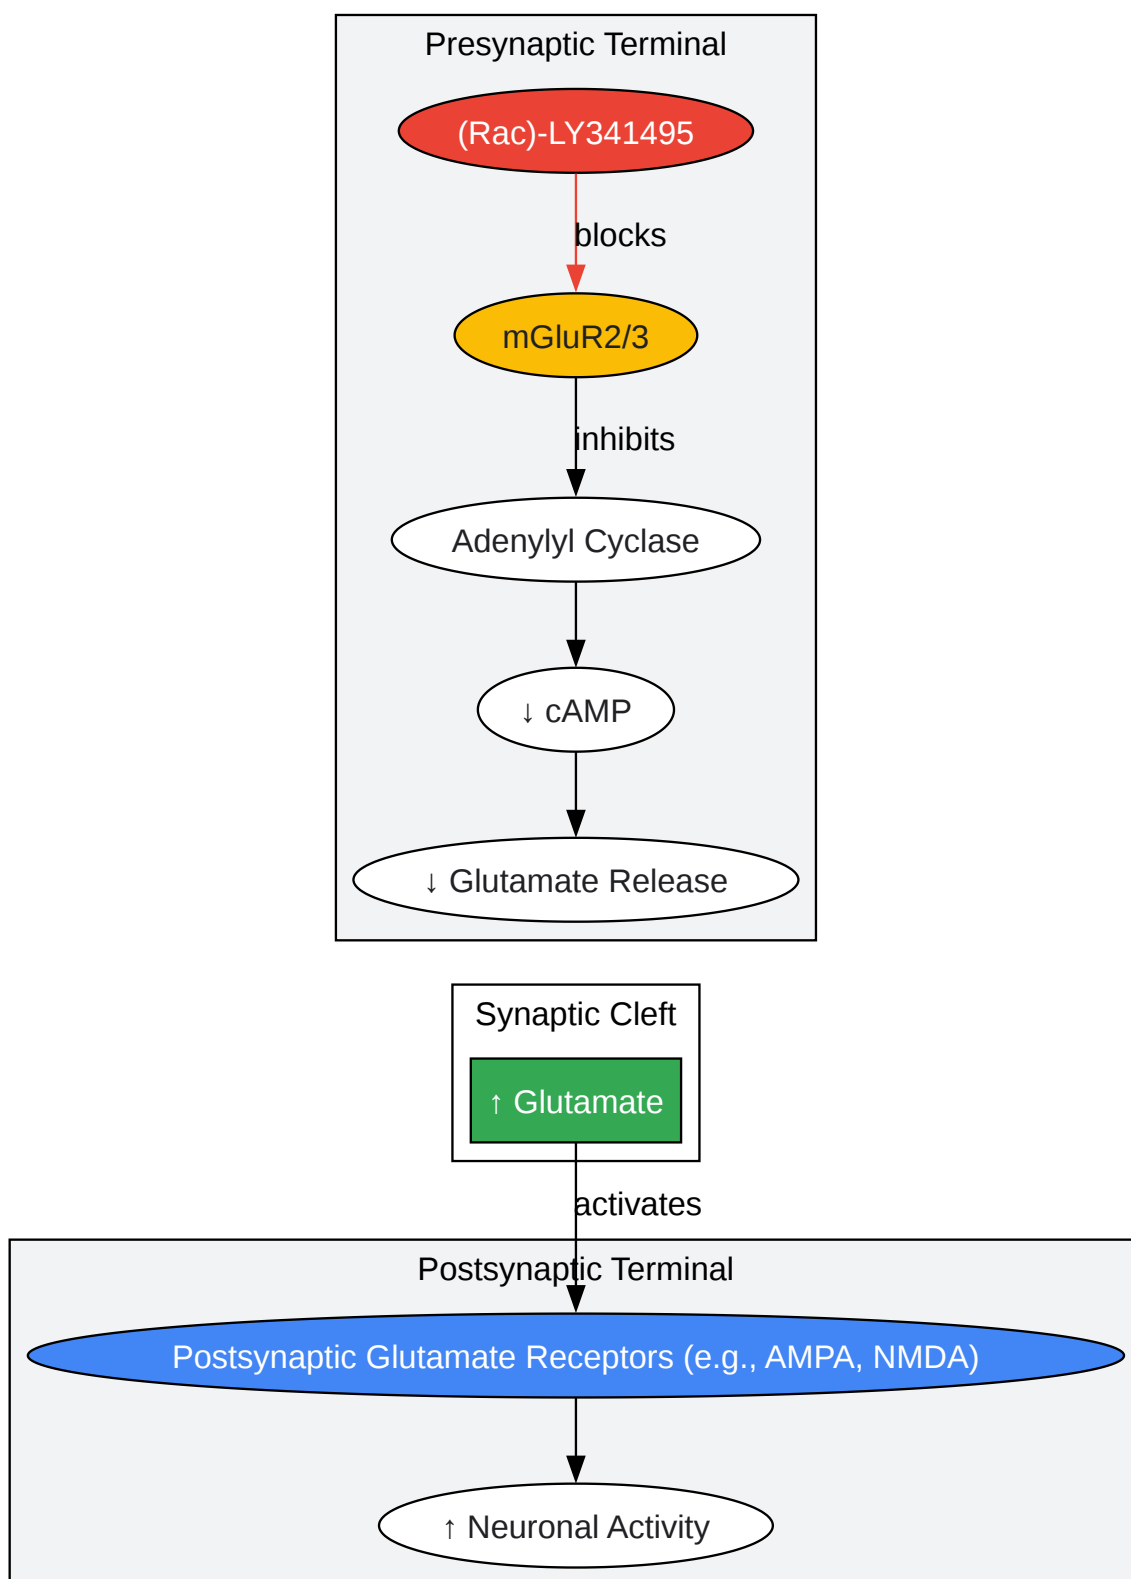 Presynaptic Terminal
(Rac)-LY341495
blocks
mGluR2/3
inhibits
Adenylyl Cyclase
↓ cAMP
↓ Glutamate Release
Synaptic Cleft
↑ Glutamate
activates
Postsynaptic Terminal
Postsynaptic Glutamate Receptors (e.g., AMPA, NMDA)
↑ Neuronal Activity